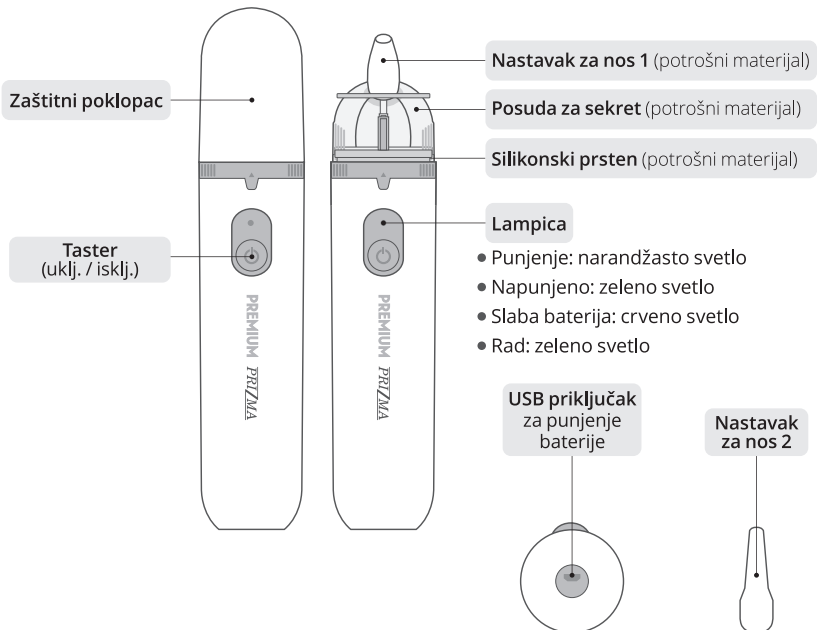 Zaštitni poklopac
Taster
(uklj. / isklj.)
PREMIUM PRIZMA
PREMIUM PRIZMA
Nastavak za nos 1 (potrošni materijal)
Posuda za sekret (potrošni materijal)
Silikonski prsten (potrošni materijal)
Lampica
● Punjenje: narandžasto svetlo
● Napunjeno: zeleno svetlo
● Slaba baterija: crveno svetlo
● Rad: zeleno svetlo
USB priključak
za punjenje
baterije
Nastavak
za nos 2